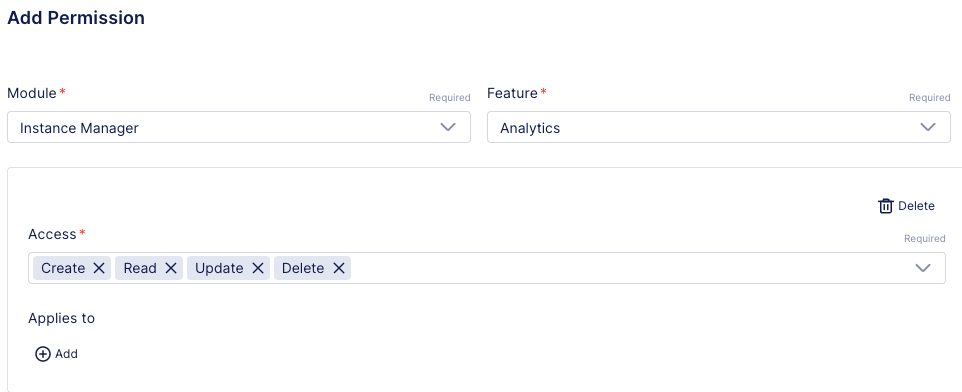 Add Permission
Module* Required
Feature* Required
Instance Manager
Analytics
Delete
Access* Required
Create Read Update Delete
Applies to
Add